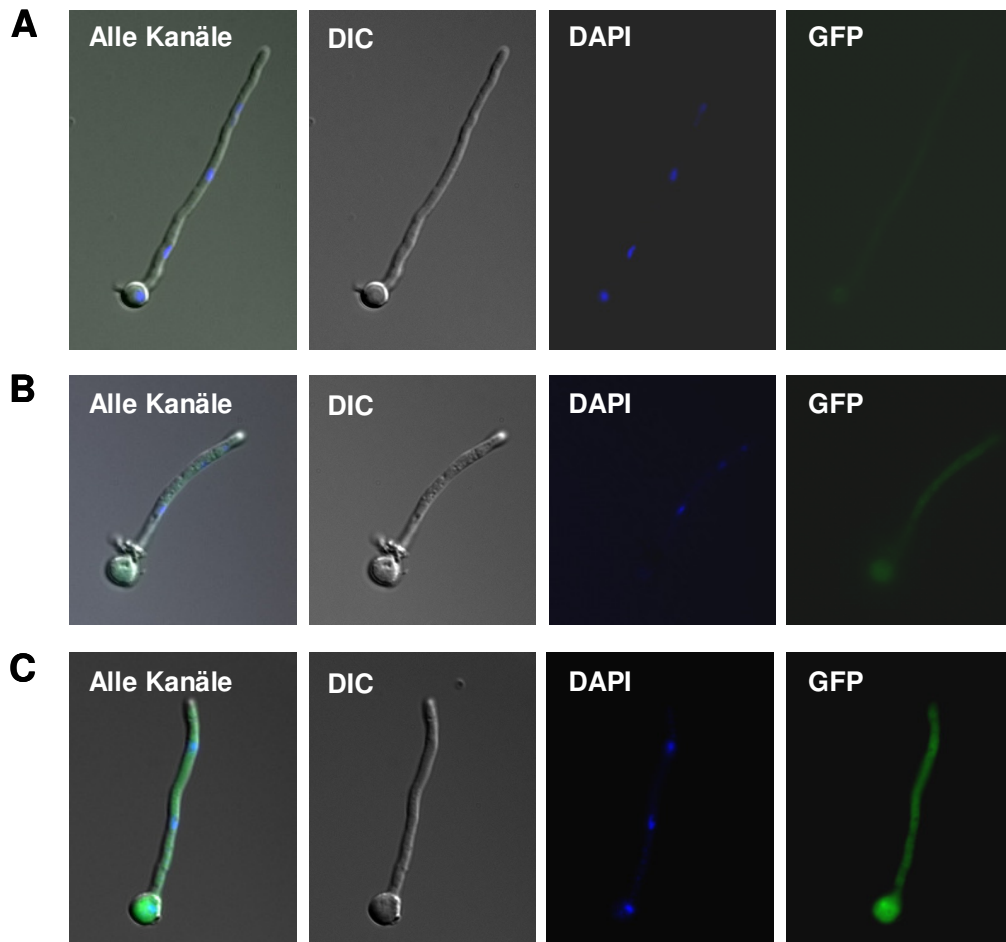 A
Alle Kanäle
DIC
DAPI
GFP
B
Alle Kanäle
DIC
DAPI
GFP
C
Alle Kanäle
DIC
DAPI
GFP